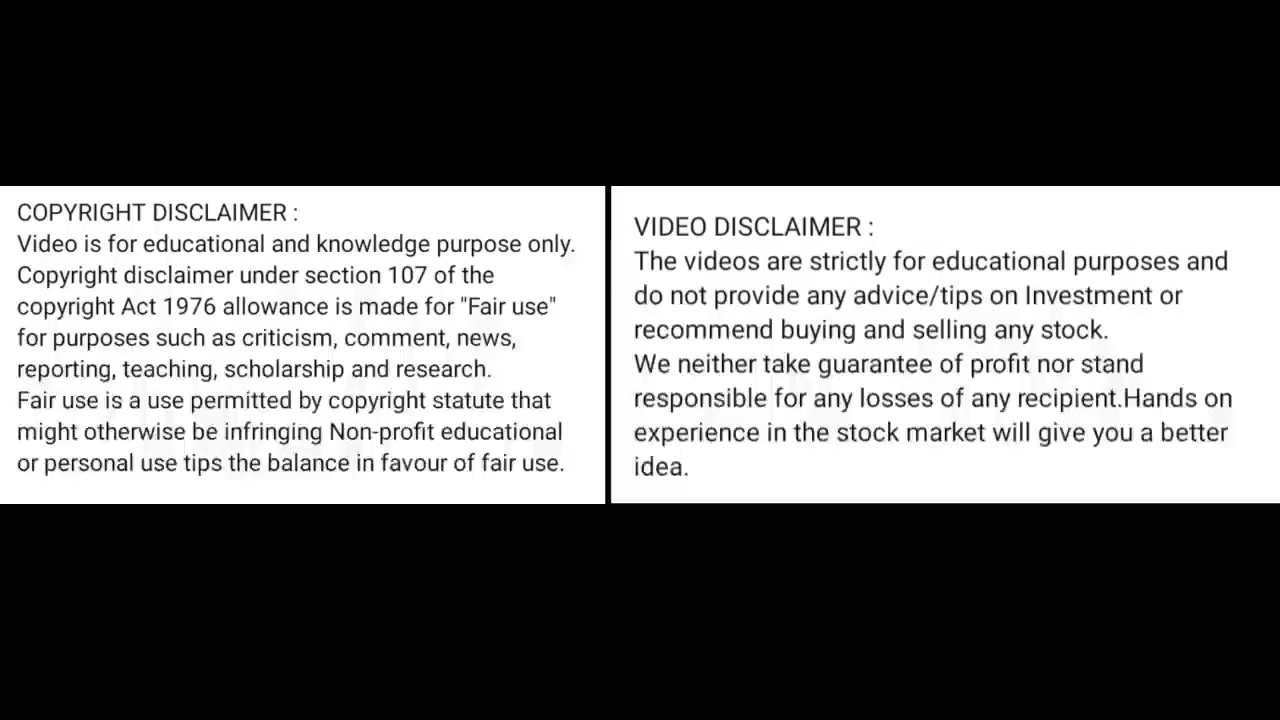 COPYRIGHT DISCLAIMER :
Video is for educational and knowledge purpose only.
Copyright disclaimer under section 107 of the
copyright Act 1976 allowance is made for "Fair use"
for purposes such as criticism, comment, news,
reporting, teaching, scholarship and research.
Fair use is a use permitted by copyright statute that
might otherwise be infringing Non-profit educational
or personal use tips the balance in favour of fair use.
VIDEO DISCLAIMER :
The videos are strictly for educational purposes and
do not provide any advice/tips on Investment or
recommend buying and selling any stock.
We neither take guarantee of profit nor stand
responsible for any losses of any recipient.Hands on
experience in the stock market will give you a better
idea.